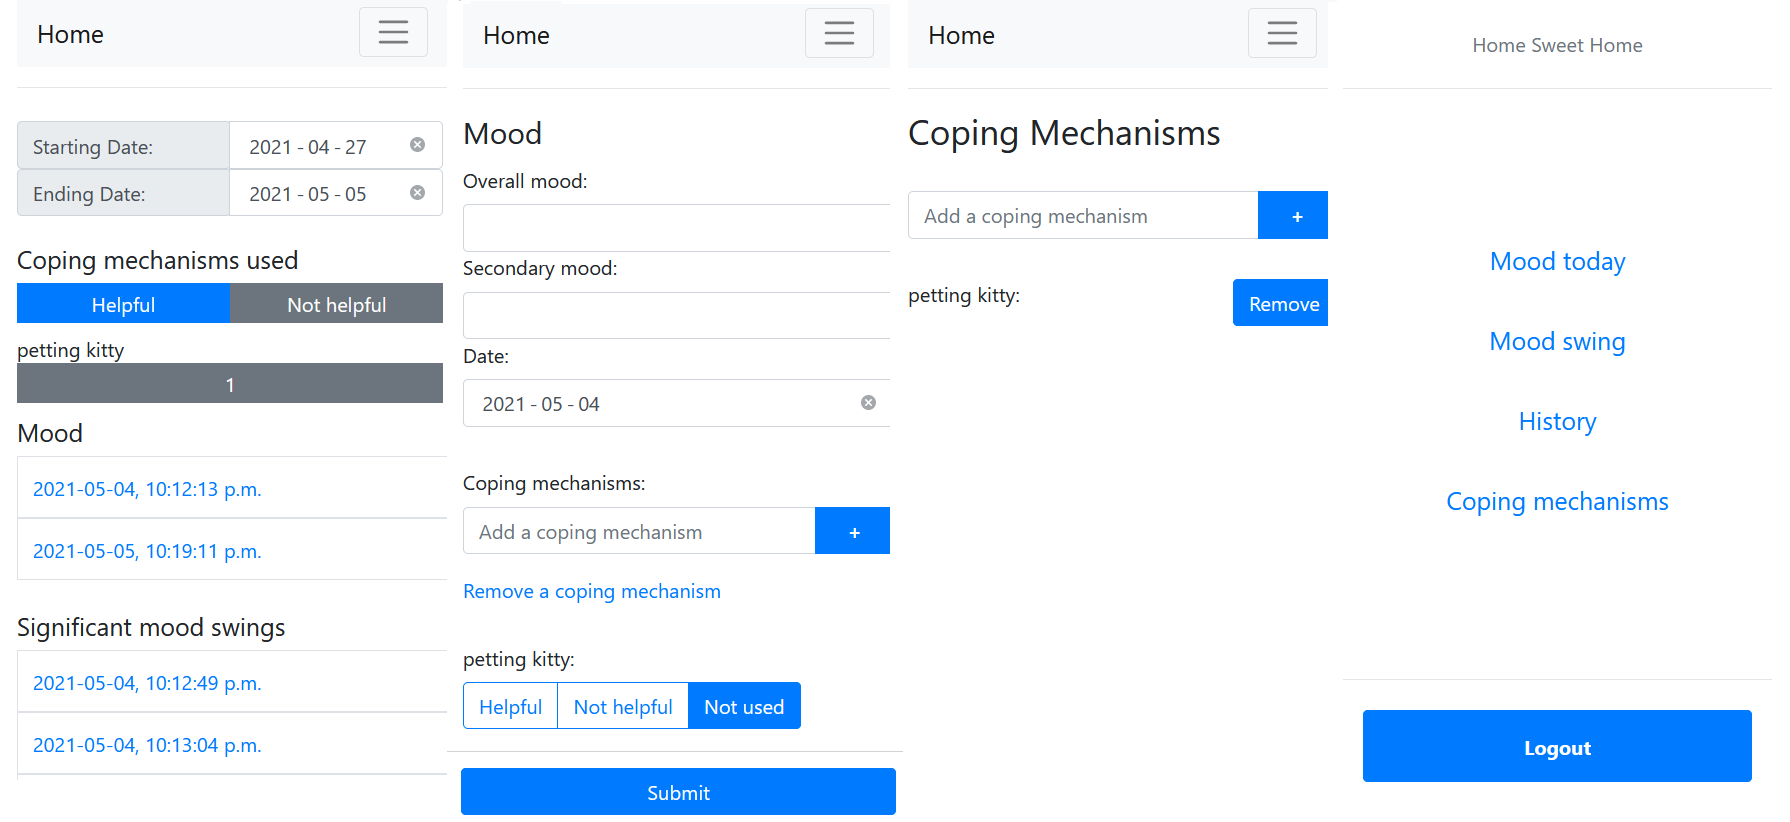 Home
Starting Date: 2021 - 04 - 27
Ending Date: 2021 - 05 - 05
Coping mechanisms used
Helpful Not helpful
petting kitty
1
Mood
2021-05-04, 10:12:13 p.m.
2021-05-05, 10:19:11 p.m.
Significant mood swings
2021-05-04, 10:12:49 p.m.
2021-05-04, 10:13:04 p.m.
Home
Mood
Overall mood:
Secondary mood:
Date:
2021 - 05 - 04
Coping mechanisms:
Add a coping mechanism +
Remove a coping mechanism
petting kitty:
Helpful Not helpful Not used
Submit
Home
Coping Mechanisms
Add a coping mechanism +
petting kitty: Remove
Home Sweet Home
Mood today
Mood swing
History
Coping mechanisms
Logout